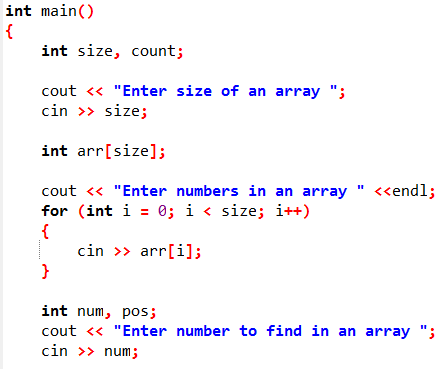 int main()
{
    int size, count;

    cout << "Enter size of an array ";
    cin >> size;

    int arr[size];

    cout << "Enter numbers in an array " <<endl;
    for (int i = 0; i < size; i++)
    {
        cin >> arr[i];
    }

    int num, pos;
    cout << "Enter number to find in an array ";
    cin >> num;